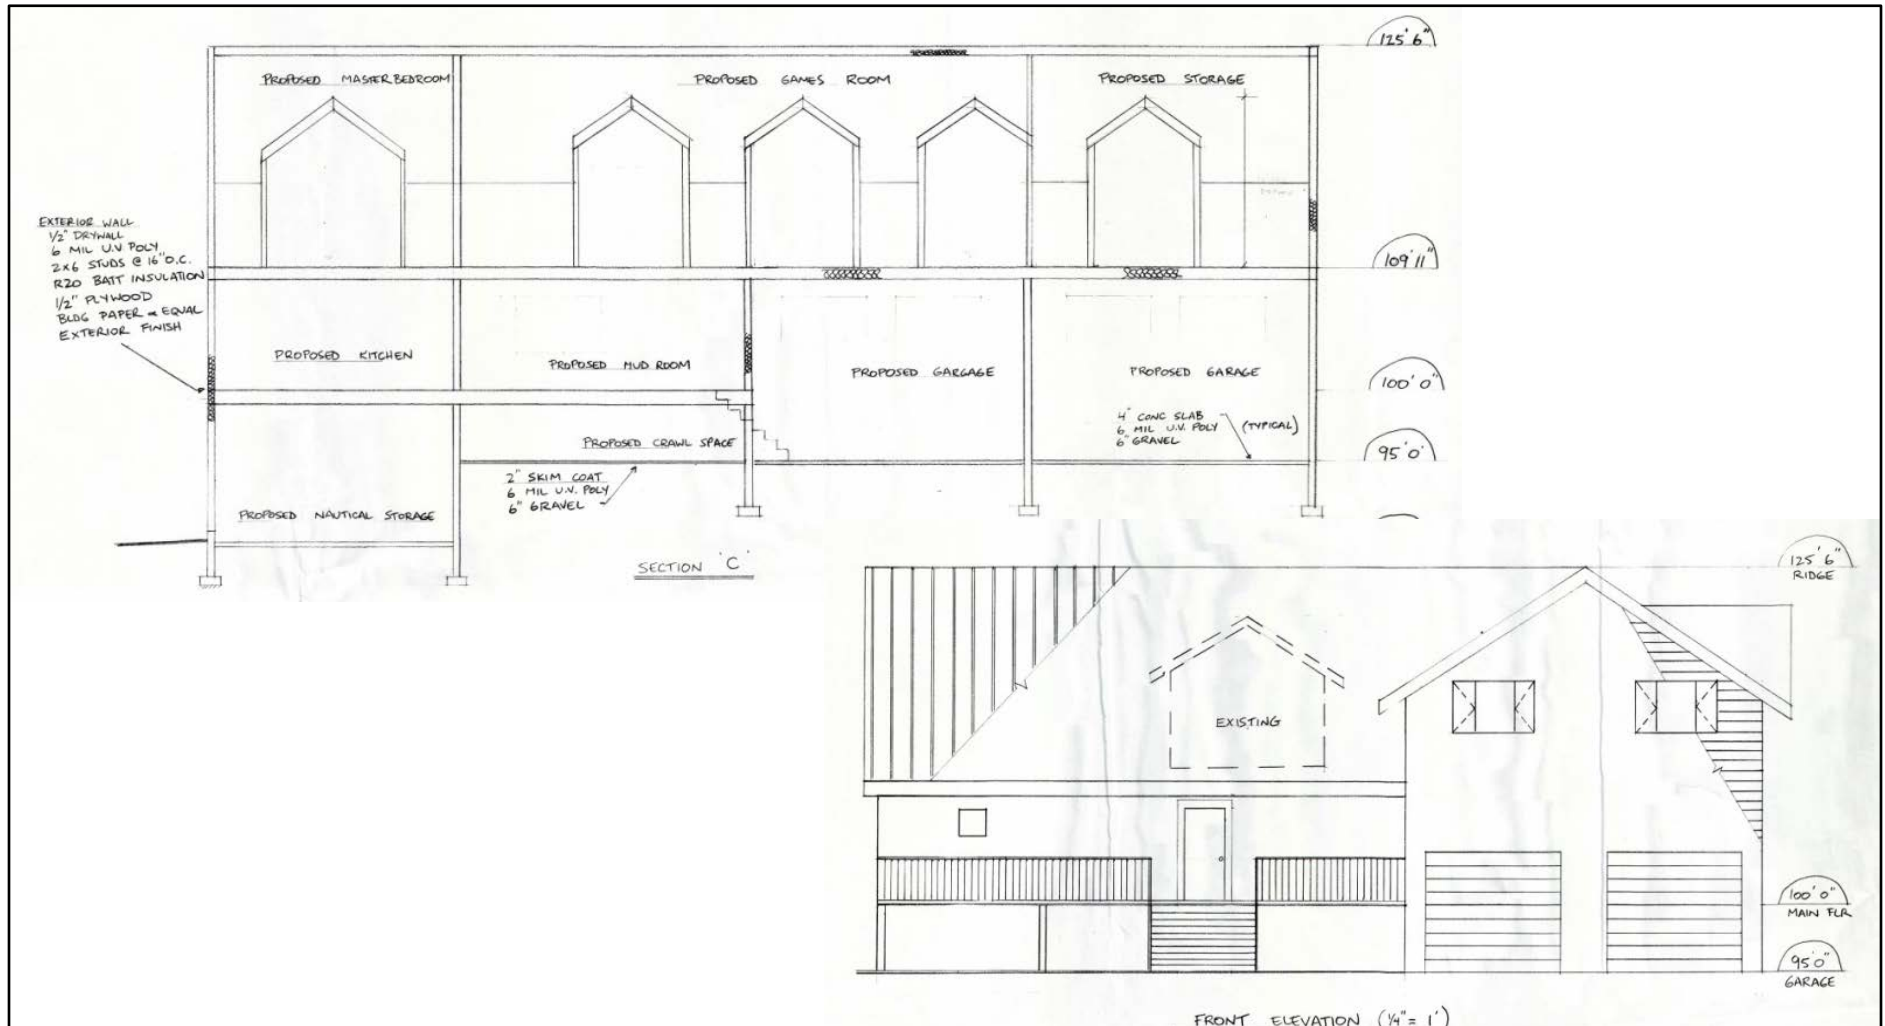 125' 6"
PROPOSED MASTER BEDROOM
PROPOSED GAMES ROOM
PROPOSED STORAGE
EXTERIOR WALL
1/2" DRYWALL
6 MIL U.V POLY
2x6 STUDS @ 16" O.C.
R20 BATT INSULATION
1/2" PLYWOOD
BLDG PAPER or EQUAL
EXTERIOR FINISH
109' 11"
PROPOSED KITCHEN
PROPOSED MUD ROOM
PROPOSED GARGAGE
PROPOSED GARAGE
100' 0"
4" CONC SLAB
6 MIL U.V. POLY (TYPICAL)
6" GRAVEL
PROPOSED CRAWL SPACE
95' 0"
2" SKIM COAT
6 MIL U.V. POLY
6" GRAVEL
PROPOSED NAUTICAL STORAGE
SECTION 'C'
125' 6"
RIDGE
EXISTING
100' 0"
MAIN FLR
95' 0"
GARAGE
FRONT ELEVATION (1/4" = 1')